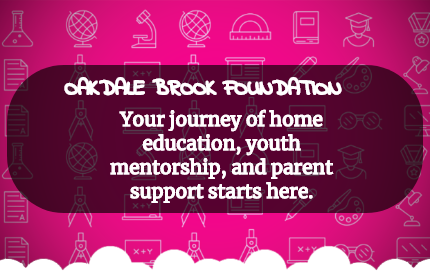 OAKDALE BROOK FOUNDATION
Your journey of home
education, youth
mentorship, and parent
support starts here.
X+Y
X+Y
X+Y